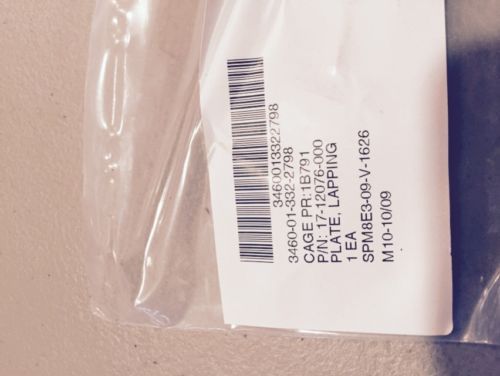 3460013322798
3460-01-332-2798
CAGE PR:1B791
P/N: 17-12076-000
PLATE, LAPPING
1 EA
SPM8E3-09-V-1626
M10-10/09